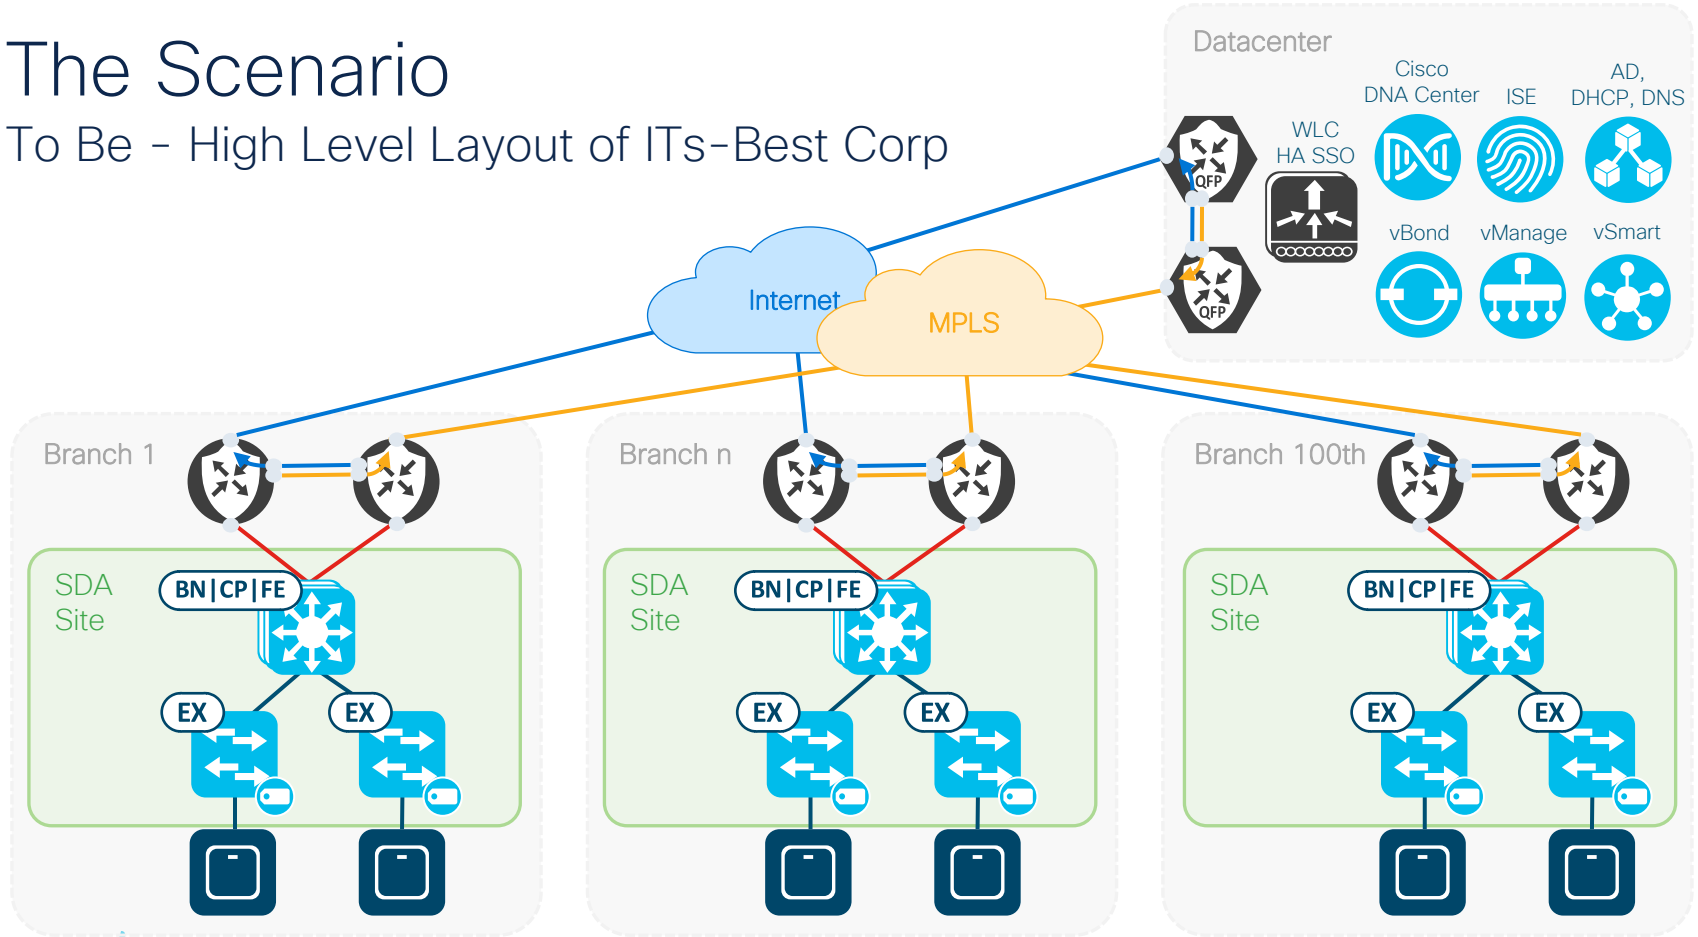 The Scenario
To Be - High Level Layout of ITs-Best Corp
Datacenter
Cisco
DNA Center
ISE
AD,
DHCP, DNS
WLC
HA SSO
QFP
vBond
vManage
vSmart
QFP
Internet
MPLS
Branch 1
SDA
Site
BN|CP|FE
EX
EX
Branch n
SDA
Site
BN|CP|FE
EX
EX
Branch 100th
SDA
Site
BN|CP|FE
EX
EX